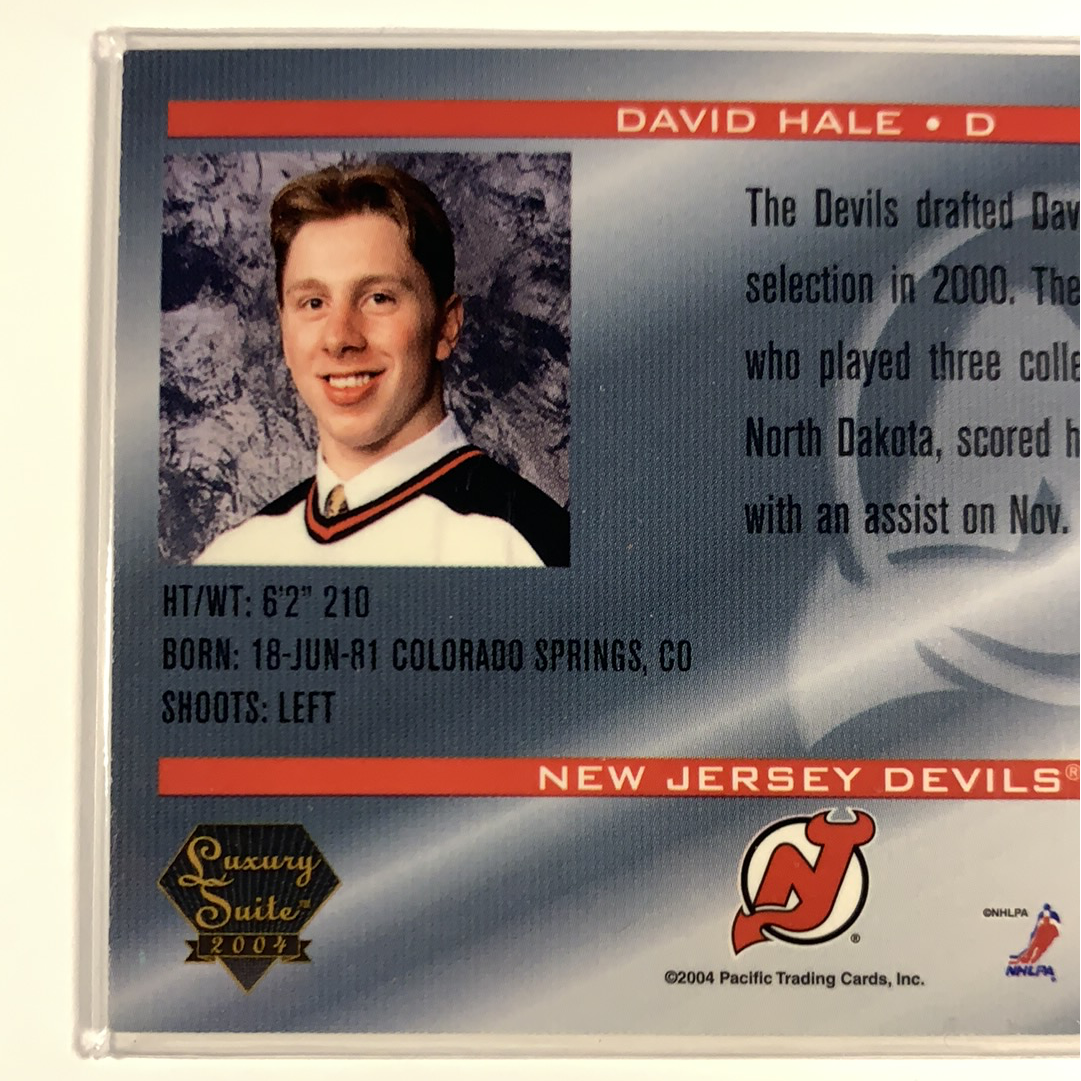 DAVID HALE • D
The Devils drafted Dav
selection in 2000. The
who played three colle
North Dakota, scored h
with an assist on Nov.
HT/WT: 6'2" 210
BORN: 18-JUN-81 COLORADO SPRINGS, CO
SHOOTS: LEFT
NEW JERSEY DEVILS®
Luxury
Suite™
2004
®
©NHLPA
NHLPA
©2004 Pacific Trading Cards, Inc.